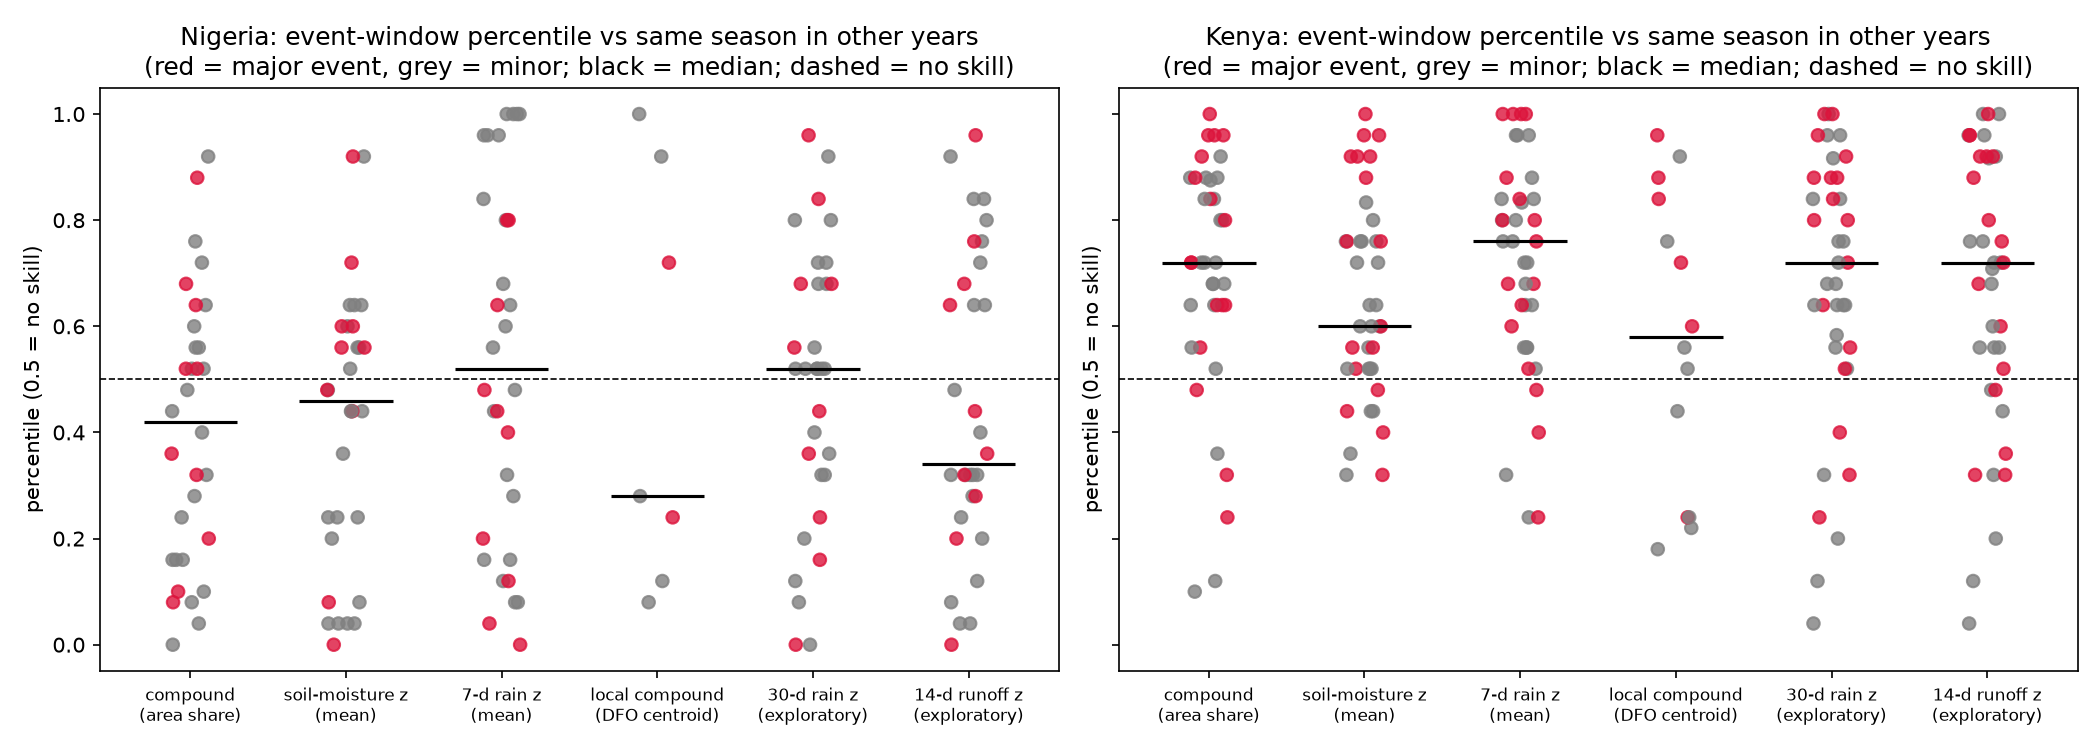 Nigeria: event-window percentile vs same season in other years
(red = major event, grey = minor; black = median; dashed = no skill)
percentile (0.5 = no skill)
1.0
0.8
0.6
0.4
0.2
0.0
compound
(area share)
soil-moisture z
(mean)
7-d rain z
(mean)
local compound
(DFO centroid)
30-d rain z
(exploratory)
14-d runoff z
(exploratory)
Kenya: event-window percentile vs same season in other years
(red = major event, grey = minor; black = median; dashed = no skill)
percentile (0.5 = no skill)
compound
(area share)
soil-moisture z
(mean)
7-d rain z
(mean)
local compound
(DFO centroid)
30-d rain z
(exploratory)
14-d runoff z
(exploratory)